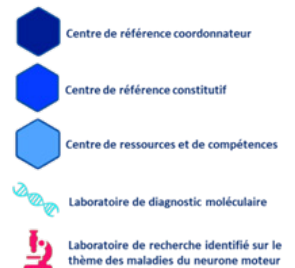 Centre de référence coordonnateur
Centre de référence constitutif
Centre de ressources et de compétences
Laboratoire de diagnostic moléculaire
Laboratoire de recherche identifié sur le
thème des maladies du neurone moteur